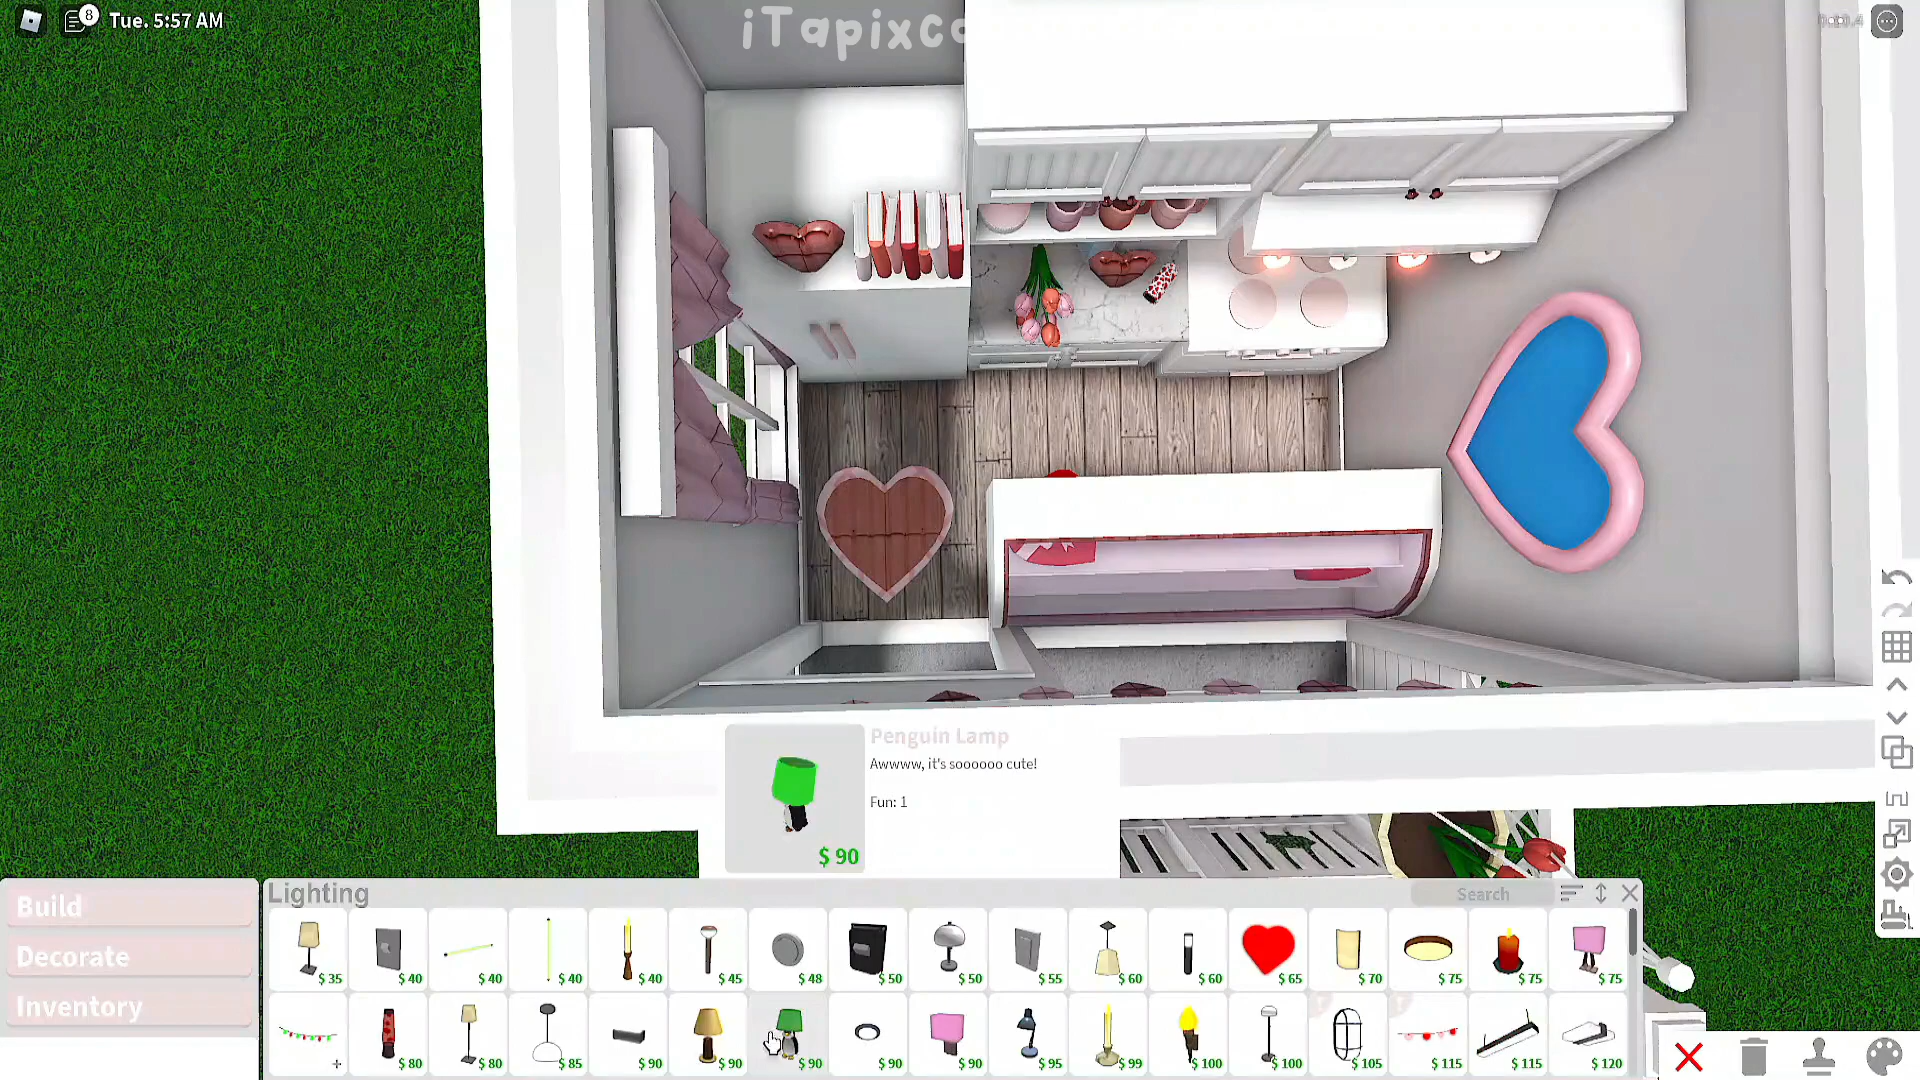 8
Tue. 5:57 AM
iTapixca
Penguin Lamp
Awwww, it's soooooo cute!
Fun: 1
$ 90
Build
Decorate
Inventory
Lighting
Search
$ 35 $ 40 $ 40 $ 40 $ 40 $ 45 $ 48 $ 50 $ 50 $ 55 $ 60 $ 60 $ 65 $ 70 $ 75 $ 75 $ 75
+ $ 80 $ 80 $ 85 $ 90 $ 90 $ 90 $ 90 $ 90 $ 95 $ 99 $ 100 $ 100 $ 105 $ 115 $ 115 $ 120